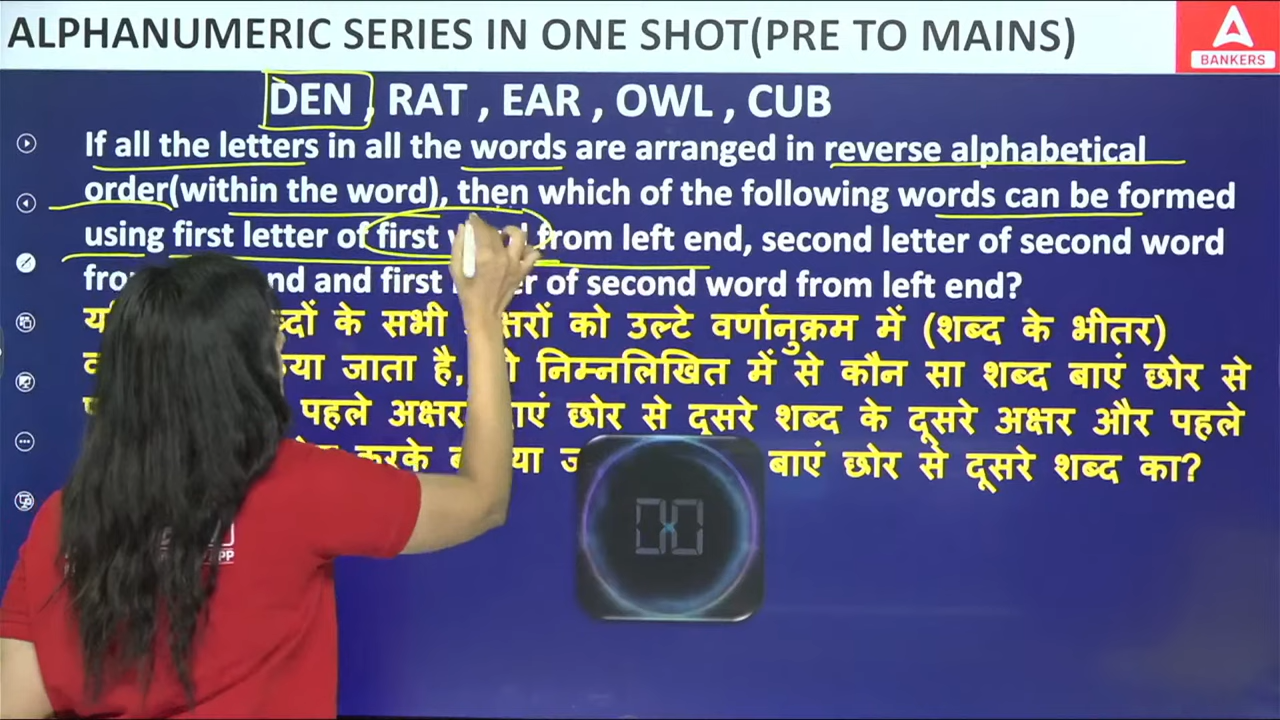 ALPHANUMERIC SERIES IN ONE SHOT(PRE TO MAINS)
A
BANKERS
DEN , RAT , EAR , OWL , CUB
If all the letters in all the words are arranged in reverse alphabetical
order(within the word), then which of the following words can be formed
using first letter of first from left end, second letter of second word
and first of second word from left end?
के सभी को उल्टे वर्णानुक्रम में (शब्द के भीतर)
जाता है, निम्नलिखित में से कौन सा शब्द बाएं छोर से
पहले अक्षर छोर से दूसरे शब्द के दूसरे अक्षर और पहले
करके बाएं छोर से दूसरे शब्द का?
00
PP